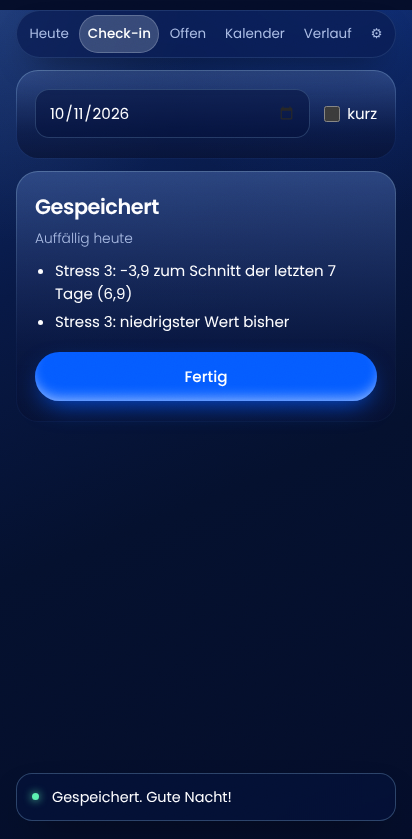 Heute Check-in Offen Kalender Verlauf ⚙
10/11/2026 kurz
Gespeichert
Auffällig heute
• Stress 3: -3,9 zum Schnitt der letzten 7
Tage (6,9)
• Stress 3: niedrigster Wert bisher
Fertig
Gespeichert. Gute Nacht!